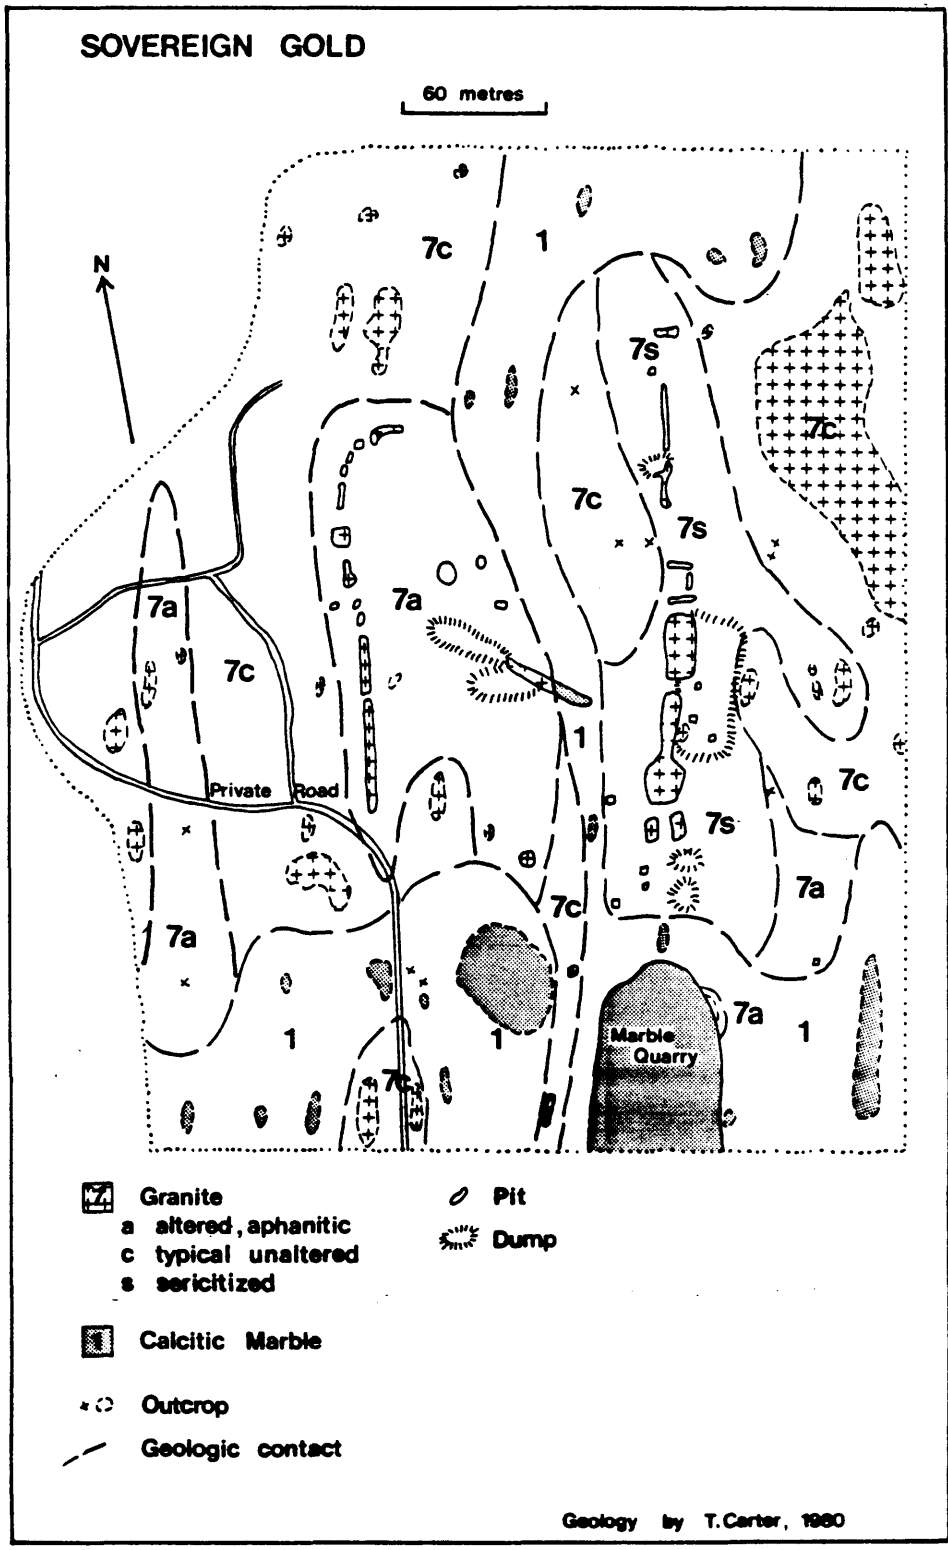 SOVEREIGN GOLD
60 metres
N
7c
1
7s
7c
7c
7s
7a
7a
7c
1
7c
Private Road
7s
7a
7c
7a
7a
1
1
1
Marble
Quarry
7c
7 Granite
a altered, aphanitic
c typical unaltered
s sericitized
Pit
Dump
1 Calcitic Marble
Outcrop
Geologic contact
Geology by T. Carter, 1980